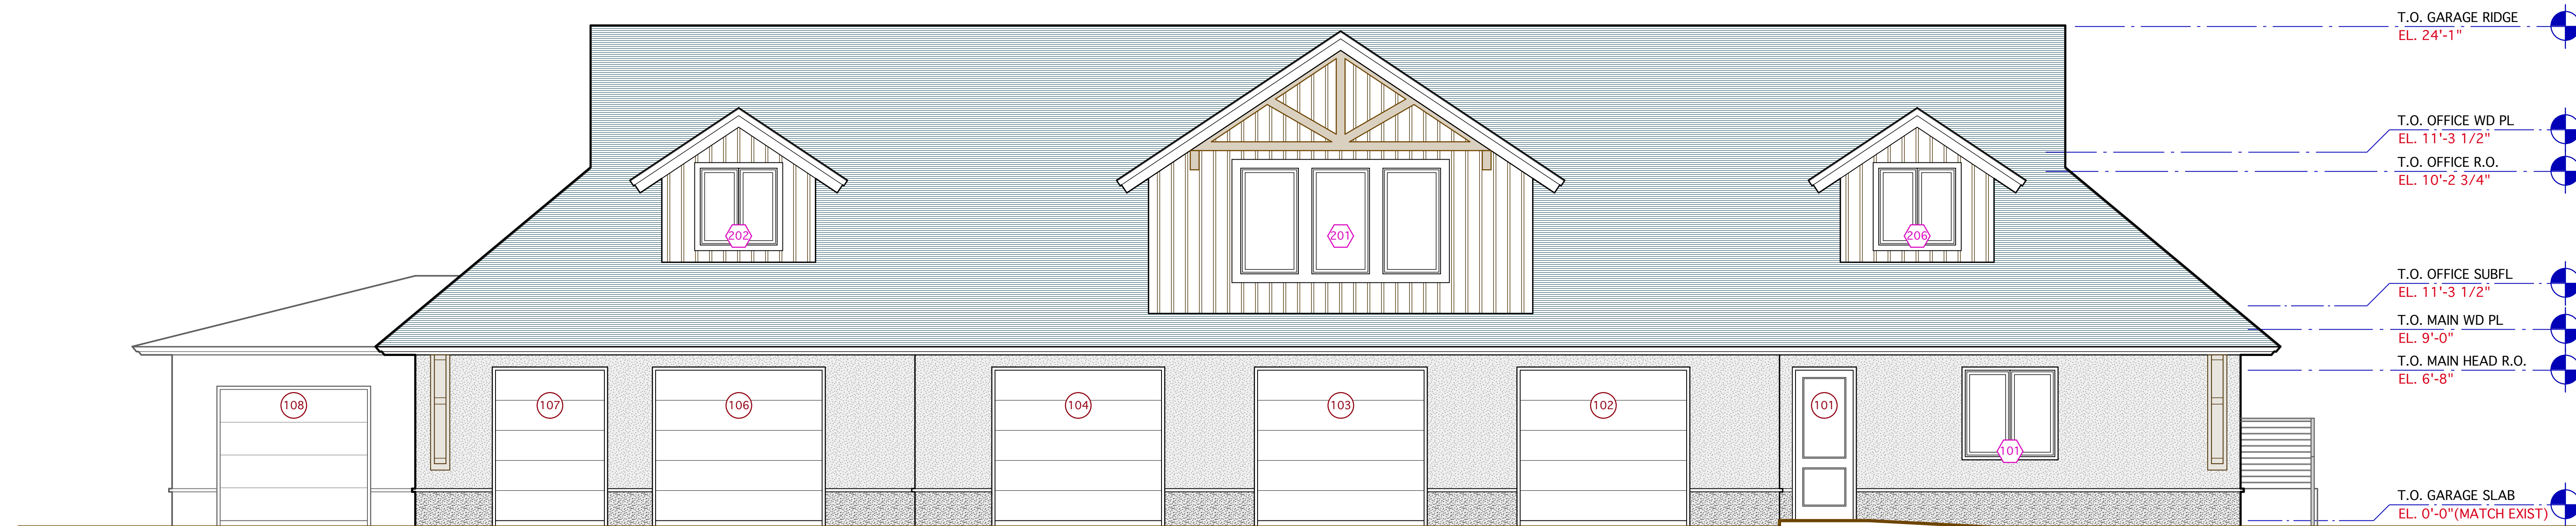 T.O. GARAGE RIDGE
EL. 24'-1"
T.O. OFFICE WD PL
EL. 11'-3 1/2"
T.O. OFFICE R.O.
EL. 10'-2 3/4"
202
201
206
T.O. OFFICE SUBFL
EL. 11'-3 1/2"
T.O. MAIN WD PL
EL. 9'-0"
T.O. MAIN HEAD R.O.
EL. 6'-8"
108
107
106
104
103
102
101
101
T.O. GARAGE SLAB
EL. 0'-0"(MATCH EXIST)